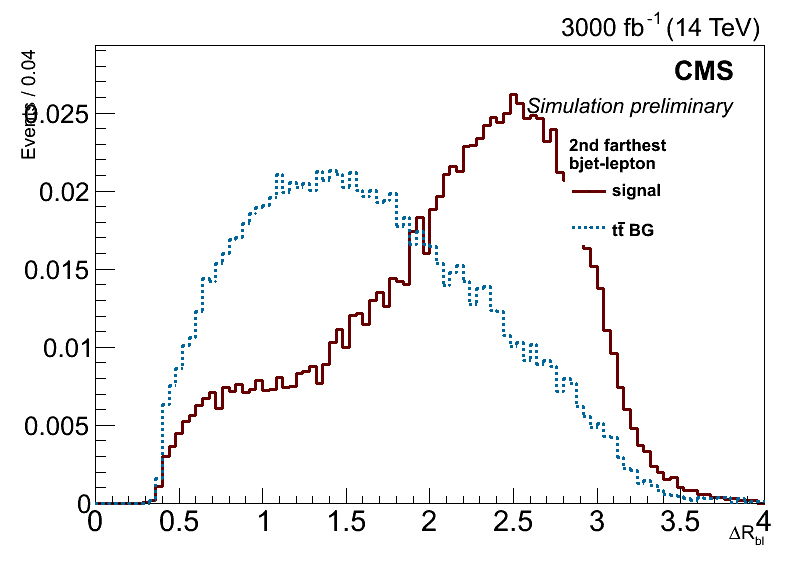 3000 fb⁻¹ (14 TeV)
CMS
Simulation preliminary
Events / 0.04
2nd farthest
bjet-lepton
signal
tt̄ BG
0.025
0.02
0.015
0.01
0.005
0
0 0.5 1 1.5 2 2.5 3 3.5 4
ΔR_bl